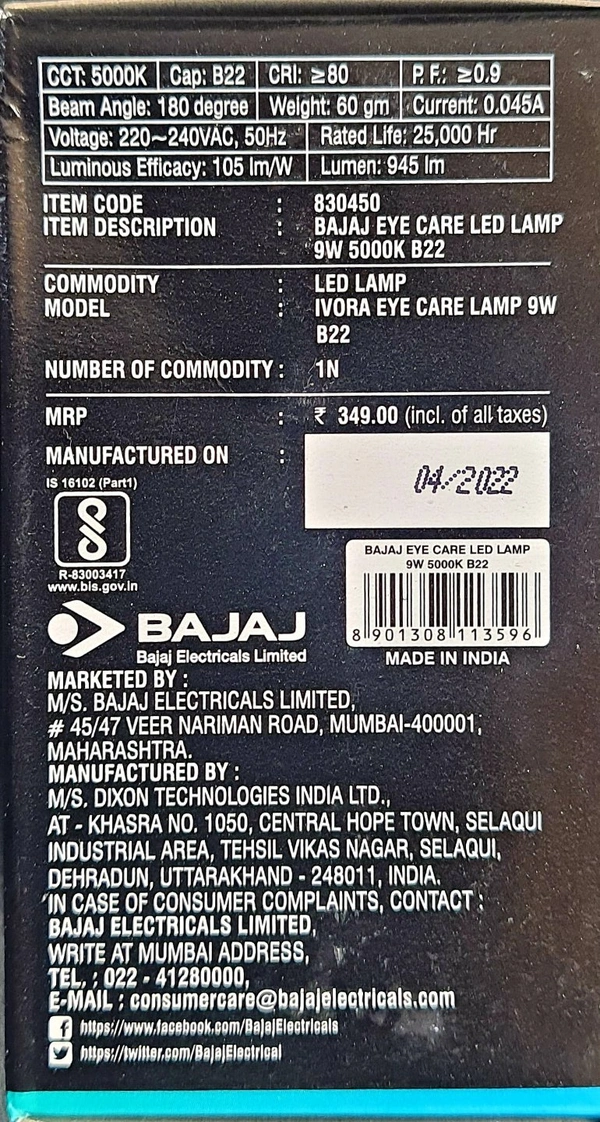 CCT: 5000K Cap: B22 CRI: ≥80 P. F.: ≥0.9
Beam Angle: 180 degree Weight: 60 gm Current: 0.045A
Voltage: 220~240VAC, 50Hz Rated Life: 25,000 Hr
Luminous Efficacy: 105 lm/W Lumen: 945 lm
ITEM CODE : 830450
ITEM DESCRIPTION : BAJAJ EYE CARE LED LAMP
9W 5000K B22
COMMODITY : LED LAMP
MODEL : IVORA EYE CARE LAMP 9W
B22
NUMBER OF COMMODITY : 1N
MRP : ₹ 349.00 (incl. of all taxes)
MANUFACTURED ON : 04/2022
IS 16102 (Part1)
R-83003417
www.bis.gov.in
BAJAJ EYE CARE LED LAMP
9W 5000K B22
8 901308 113596
MADE IN INDIA
BAJAJ
Bajaj Electricals Limited
MARKETED BY :
M/S. BAJAJ ELECTRICALS LIMITED,
# 45/47 VEER NARIMAN ROAD, MUMBAI-400001,
MAHARASHTRA.
MANUFACTURED BY :
M/S. DIXON TECHNOLOGIES INDIA LTD.,
AT - KHASRA NO. 1050, CENTRAL HOPE TOWN, SELAQUI
INDUSTRIAL AREA, TEHSIL VIKAS NAGAR, SELAQUI,
DEHRADUN, UTTARAKHAND - 248011, INDIA.
IN CASE OF CONSUMER COMPLAINTS, CONTACT :
BAJAJ ELECTRICALS LIMITED,
WRITE AT MUMBAI ADDRESS,
TEL. : 022 - 41280000,
E-MAIL : consumercare@bajajelectricals.com
https://www.facebook.com/BajajElectricals
https://twitter.com/BajajElectrical